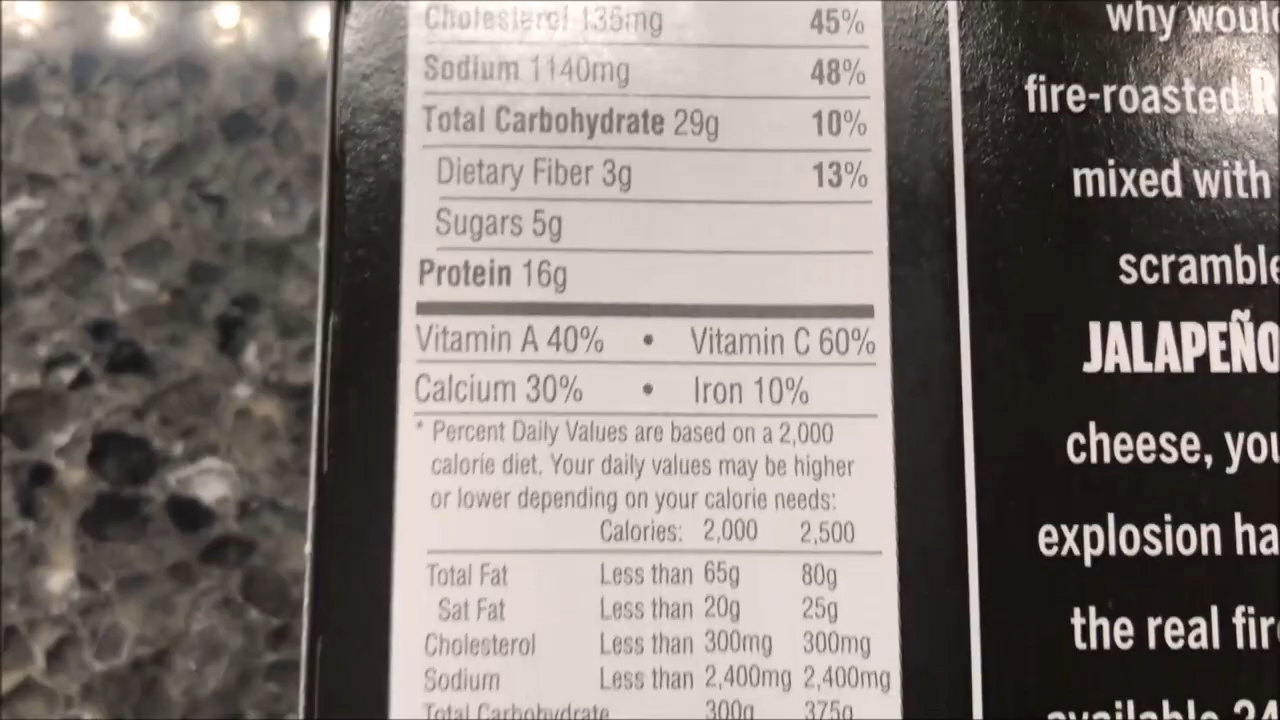 Cholesterol 135mg 45%
Sodium 1140mg 48%
Total Carbohydrate 29g 10%
Dietary Fiber 3g 13%
Sugars 5g
Protein 16g
Vitamin A 40% • Vitamin C 60%
Calcium 30% • Iron 10%
* Percent Daily Values are based on a 2,000
calorie diet. Your daily values may be higher
or lower depending on your calorie needs:
Calories: 2,000 2,500
Total Fat Less than 65g 80g
Sat Fat Less than 20g 25g
Cholesterol Less than 300mg 300mg
Sodium Less than 2,400mg 2,400mg
Total Carbohydrate 300g 375g
why woul
fire-roasted R
mixed with
scramble
JALAPEÑO
cheese, you
explosion ha
the real fir
available 24